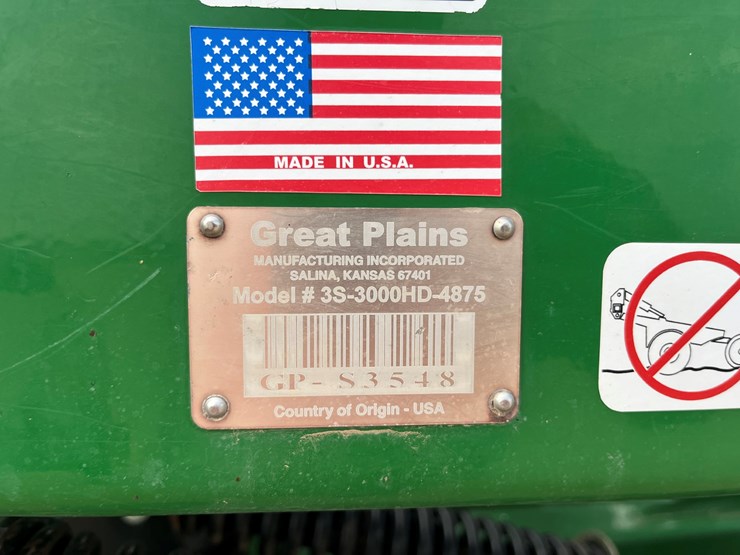 MADE IN U.S.A.
Great Plains
MANUFACTURING INCORPORATED
SALINA, KANSAS 67401
Model # 3S-3000HD-4875
GP- S3548
Country of Origin - USA